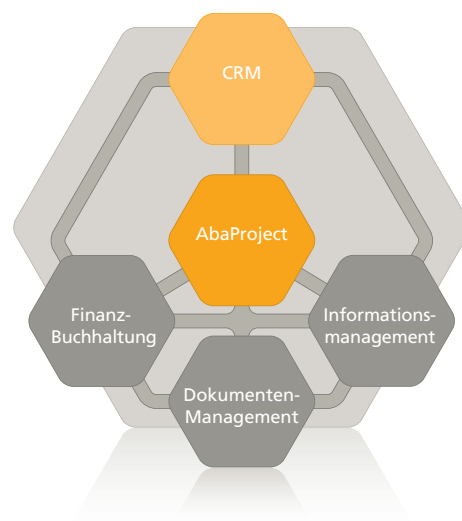 CRM
AbaProject
Finanz-
Buchhaltung
Informations-
management
Dokumenten-
Management